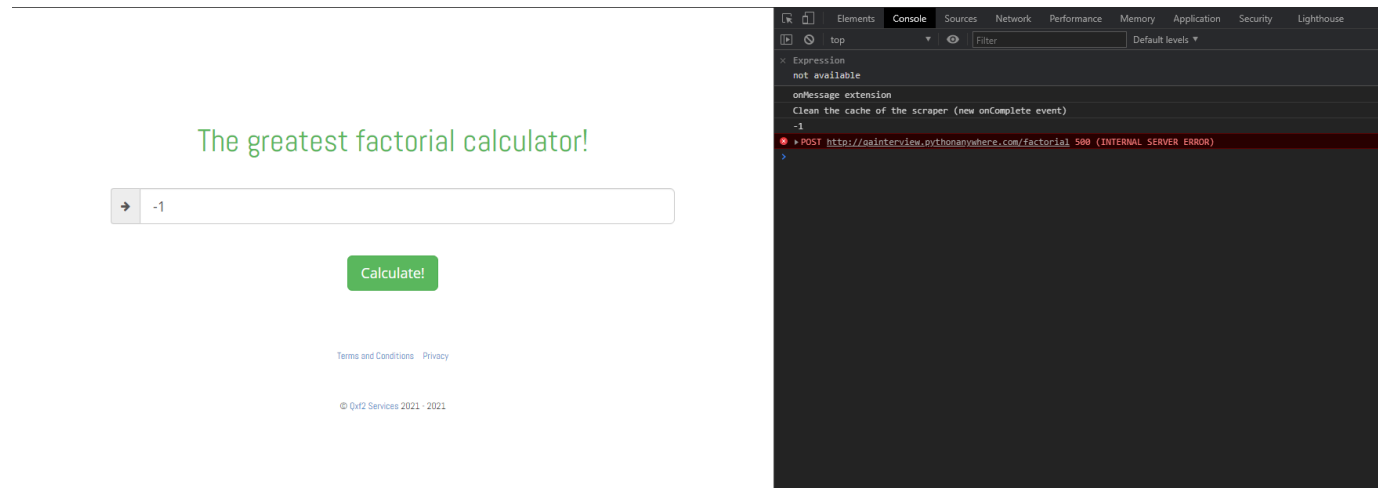 The greatest factorial calculator!
-1
Calculate!
Terms and Conditions Privacy
© Qxf2 Services 2021 - 2021
Elements Console Sources Network Performance Memory Application Security Lighthouse
top Filter Default levels ▼
× Expression
not available
onMessage extension
Clean the cache of the scraper (new onComplete event)
-1
POST http://qainterview.pythonanywhere.com/factorial 500 (INTERNAL SERVER ERROR)